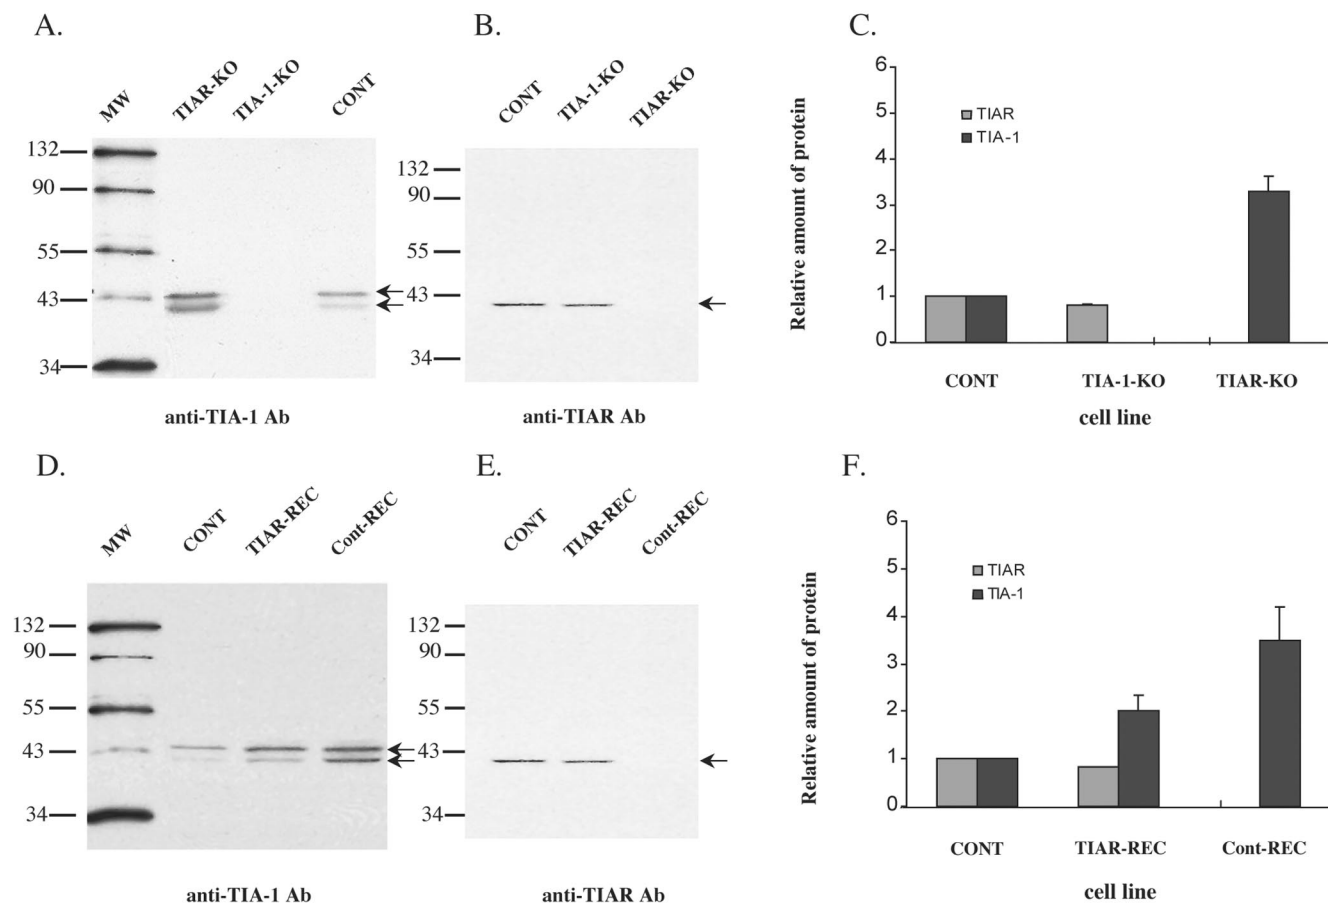 A.
MW
TIAR-KO
TIA-1-KO
CONT
132
90
55
43
34
anti-TIA-1 Ab
B.
CONT
TIA-1-KO
TIAR-KO
132
90
55
43
34
anti-TIAR Ab
C.
Relative amount of protein
6
5
4
3
2
1
0
TIAR
TIA-1
CONT
TIA-1-KO
TIAR-KO
cell line
D.
MW
CONT
TIAR-REC
Cont-REC
132
90
55
43
34
anti-TIA-1 Ab
E.
CONT
TIAR-REC
Cont-REC
132
90
55
43
34
anti-TIAR Ab
F.
Relative amount of protein
6
5
4
3
2
1
0
TIAR
TIA-1
CONT
TIAR-REC
Cont-REC
cell line